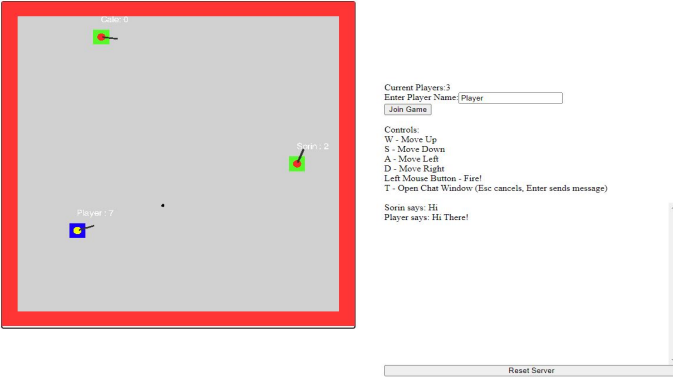 Gale: 0
Sorin : 2
Player : 7
Current Players:3
Enter Player Name: Player
Join Game
Controls:
W - Move Up
S - Move Down
A - Move Left
D - Move Right
Left Mouse Button - Fire!
T - Open Chat Window (Esc cancels, Enter sends message)
Sorin says: Hi
Player says: Hi There!
Reset Server